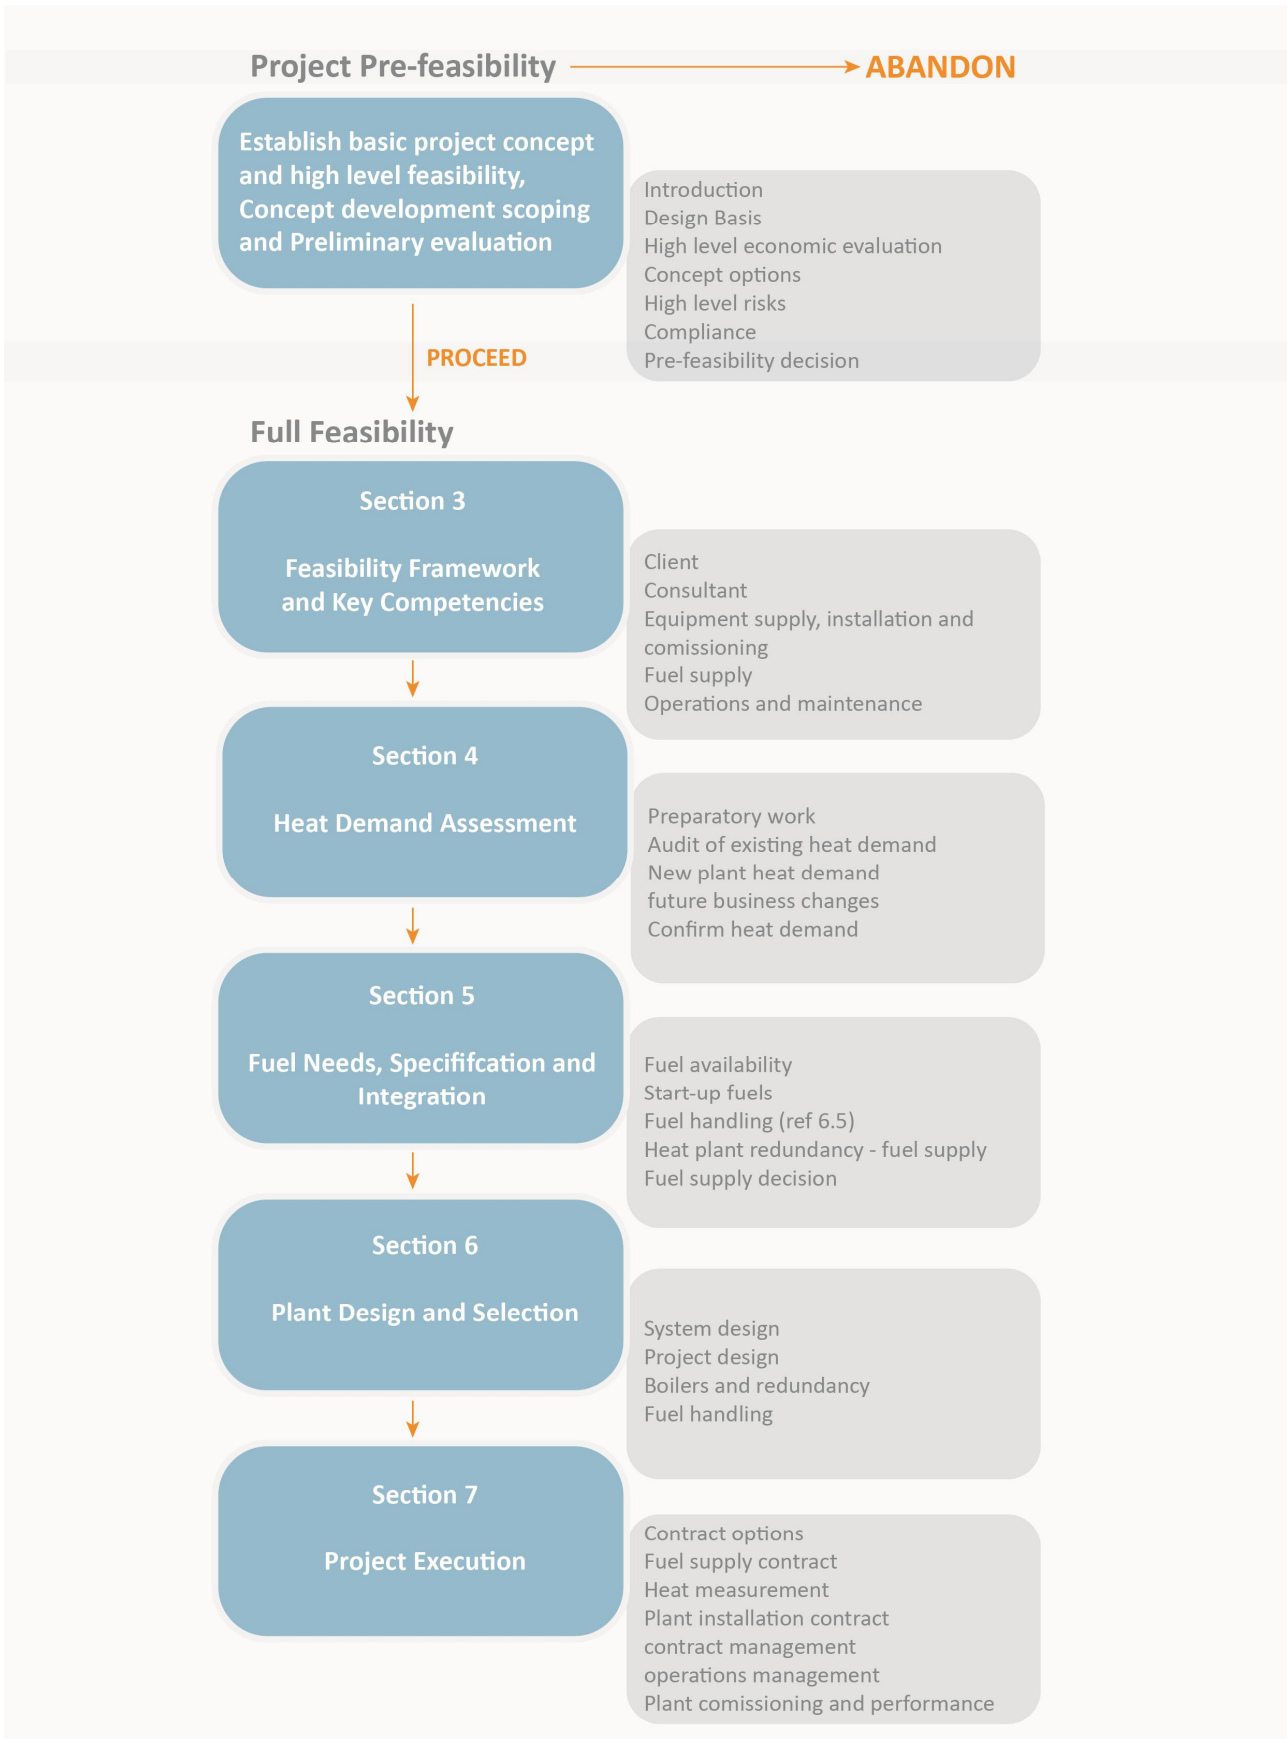 Project Pre-feasibility
ABANDON
Establish basic project concept
and high level feasibility,
Concept development scoping
and Preliminary evaluation
Introduction
Design Basis
High level economic evaluation
Concept options
High level risks
Compliance
Pre-feasibility decision
PROCEED
Full Feasibility
Section 3
Feasibility Framework
and Key Competencies
Client
Consultant
Equipment supply, installation and
comissioning
Fuel supply
Operations and maintenance
Section 4
Heat Demand Assessment
Preparatory work
Audit of existing heat demand
New plant heat demand
future business changes
Confirm heat demand
Section 5
Fuel Needs, Specififcation and
Integration
Fuel availability
Start-up fuels
Fuel handling (ref 6.5)
Heat plant redundancy - fuel supply
Fuel supply decision
Section 6
Plant Design and Selection
System design
Project design
Boilers and redundancy
Fuel handling
Section 7
Project Execution
Contract options
Fuel supply contract
Heat measurement
Plant installation contract
contract management
operations management
Plant comissioning and performance